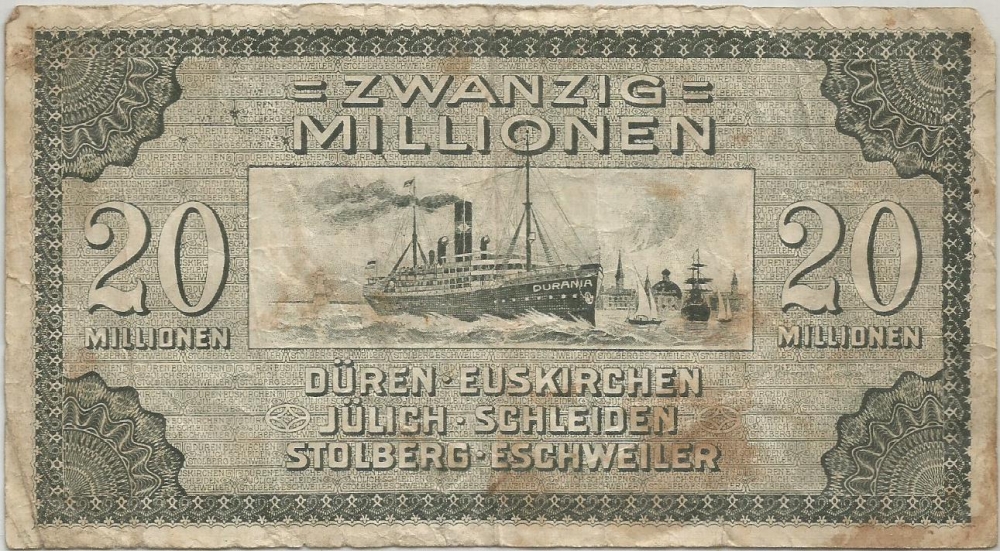 =ZWANZIG=
MILLIONEN
20
MILLIONEN
DURANIA
20
MILLIONEN
DÜREN · EUSKIRCHEN
JÜLICH · SCHLEIDEN
STOLBERG · ESCHWEILER